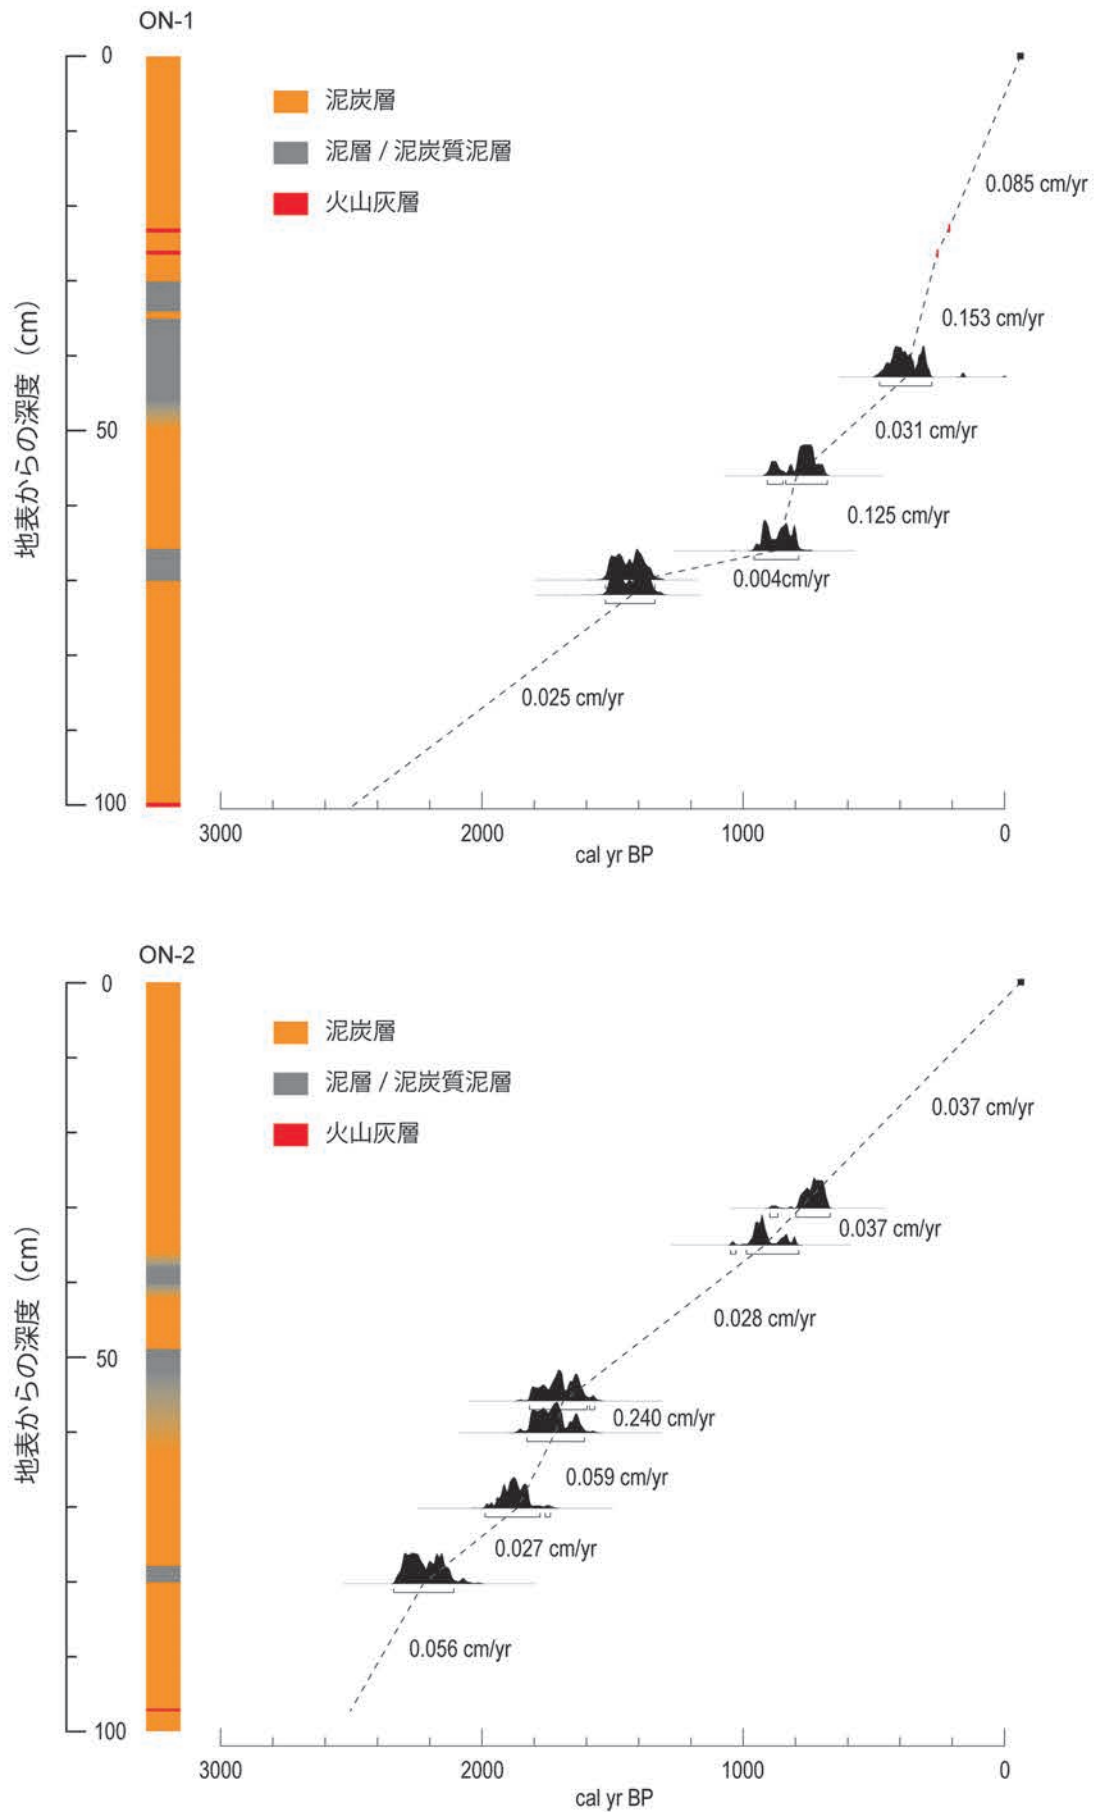 ON-1
0
泥炭層
泥層 / 泥炭質泥層
火山灰層
0.085 cm/yr
0.153 cm/yr
地表からの深度（cm）
50
0.031 cm/yr
0.125 cm/yr
0.004cm/yr
0.025 cm/yr
100
3000
2000
1000
0
cal yr BP
ON-2
0
泥炭層
泥層 / 泥炭質泥層
火山灰層
0.037 cm/yr
0.037 cm/yr
地表からの深度（cm）
0.028 cm/yr
50
0.240 cm/yr
0.059 cm/yr
0.027 cm/yr
0.056 cm/yr
100
3000
2000
1000
0
cal yr BP